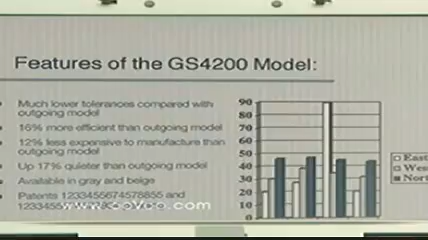 Features of the GS4200 Model:
Much lower tolerances compared with
outgoing model
16% more efficient than outgoing model
12% less expensive to manufacture than
outgoing model
Up 17% quieter than outgoing model
Available in gray and beige
Patents 1233455674578855 and
90
80
70
60
50
40
30
20
10
0
East
Wes
Nort